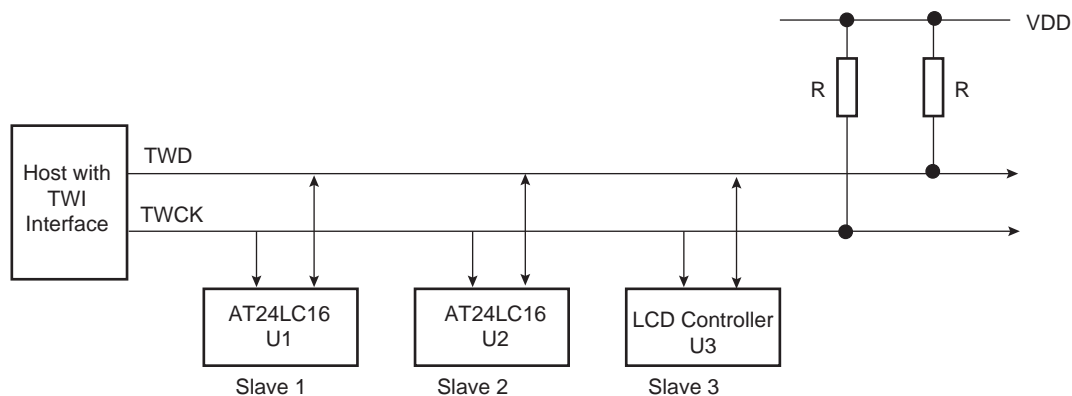 VDD
R
R
Host with
TWI
Interface
TWD
TWCK
AT24LC16
U1
AT24LC16
U2
LCD Controller
U3
Slave 1
Slave 2
Slave 3